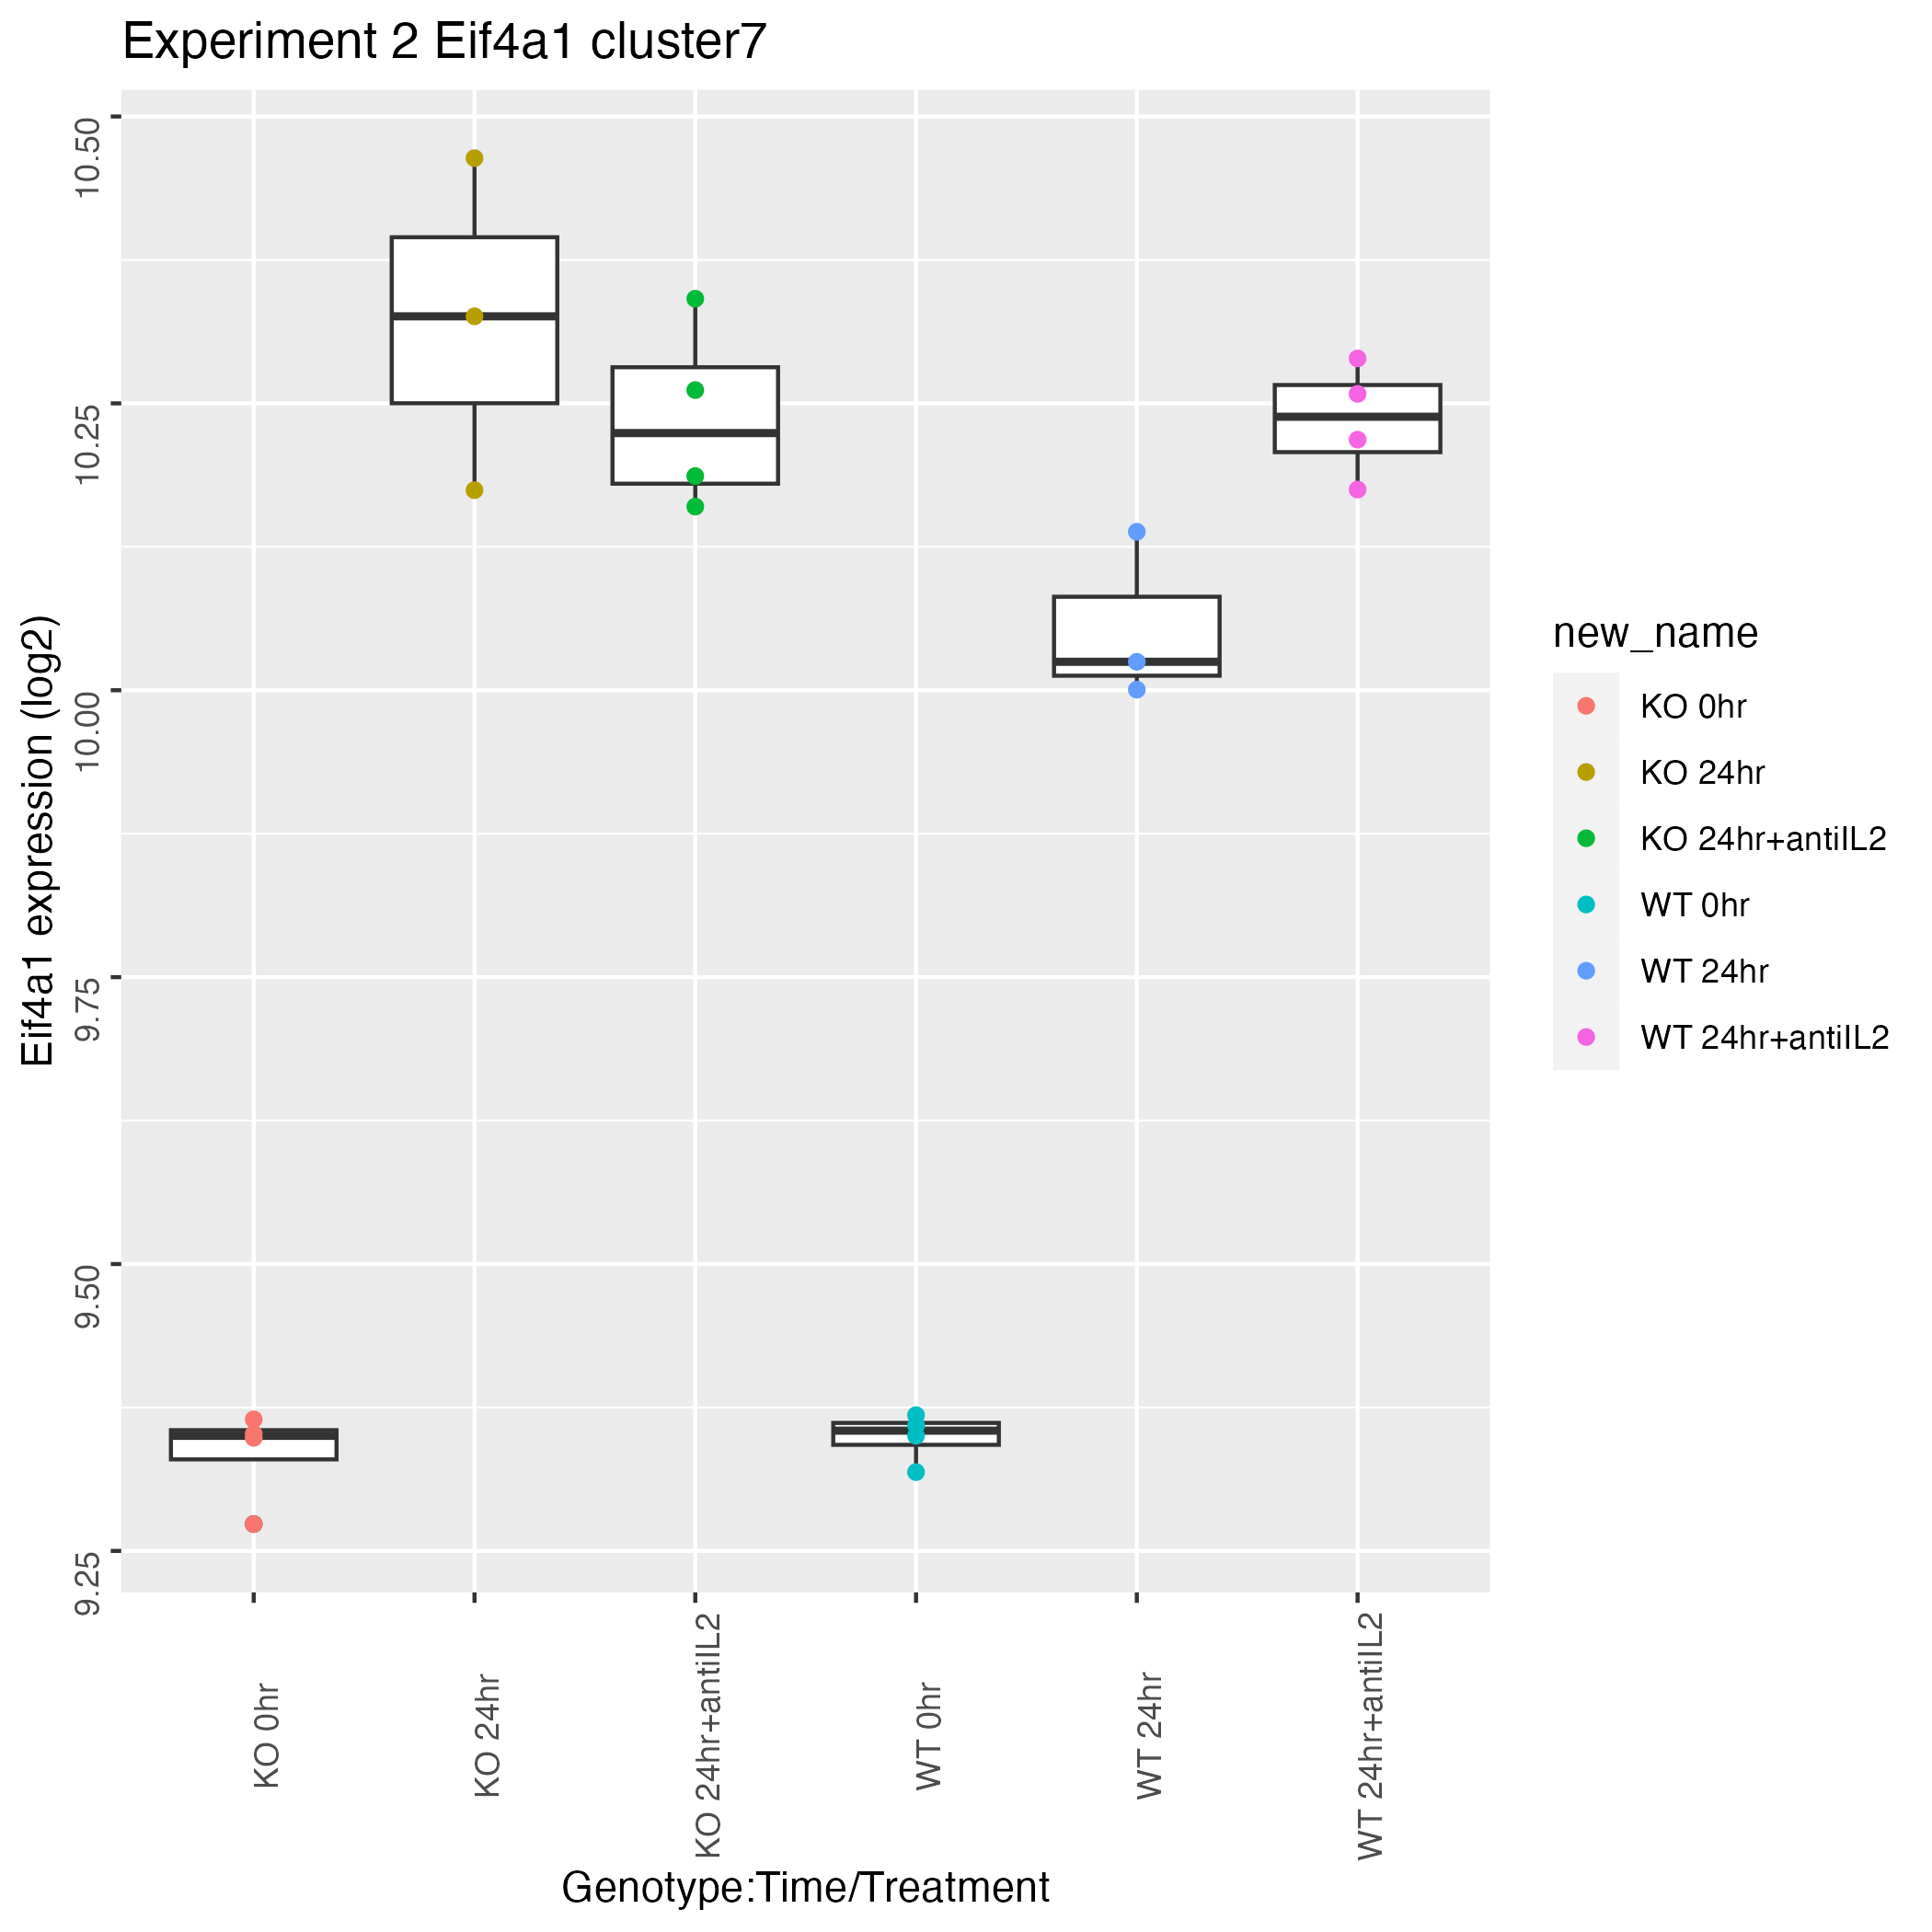 Experiment 2 Eif4a1 cluster7
Eif4a1 expression (log2)
10.50
10.25
10.00
9.75
9.50
9.25
KO 0hr
KO 24hr
KO 24hr+antiIL2
WT 0hr
WT 24hr
WT 24hr+antiIL2
Genotype:Time/Treatment
new_name
KO 0hr
KO 24hr
KO 24hr+antiIL2
WT 0hr
WT 24hr
WT 24hr+antiIL2